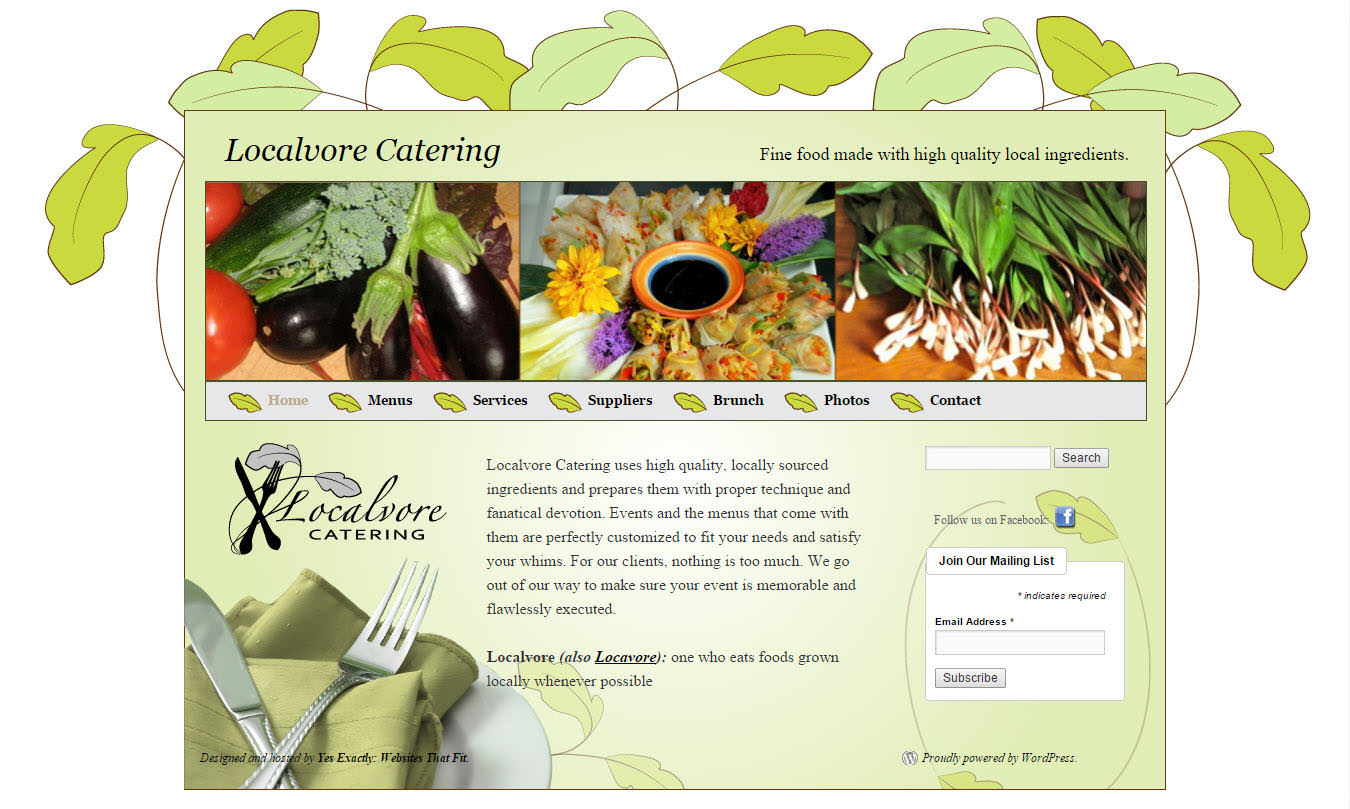 Localvore Catering
Fine food made with high quality local ingredients.
Home Menus Services Suppliers Brunch Photos Contact
Localvore
CATERING
Localvore Catering uses high quality, locally sourced
ingredients and prepares them with proper technique and
fanatical devotion. Events and the menus that come with
them are perfectly customized to fit your needs and satisfy
your whims. For our clients, nothing is too much. We go
out of our way to make sure your event is memorable and
flawlessly executed.
Localvore (also Locavore): one who eats foods grown
locally whenever possible
Search
Follow us on Facebook: f
Join Our Mailing List
* indicates required
Email Address *
Subscribe
Designed and hosted by Yes Exactly: Websites That Fit.
Proudly powered by WordPress.